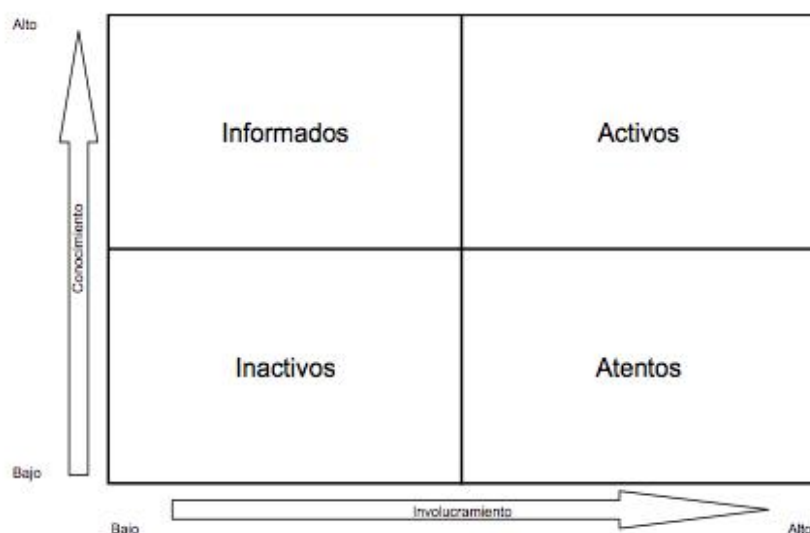 Alto
Informados
Activos
Conocimiento
Inactivos
Atentos
Bajo
Involucramiento
Bajo
Alto